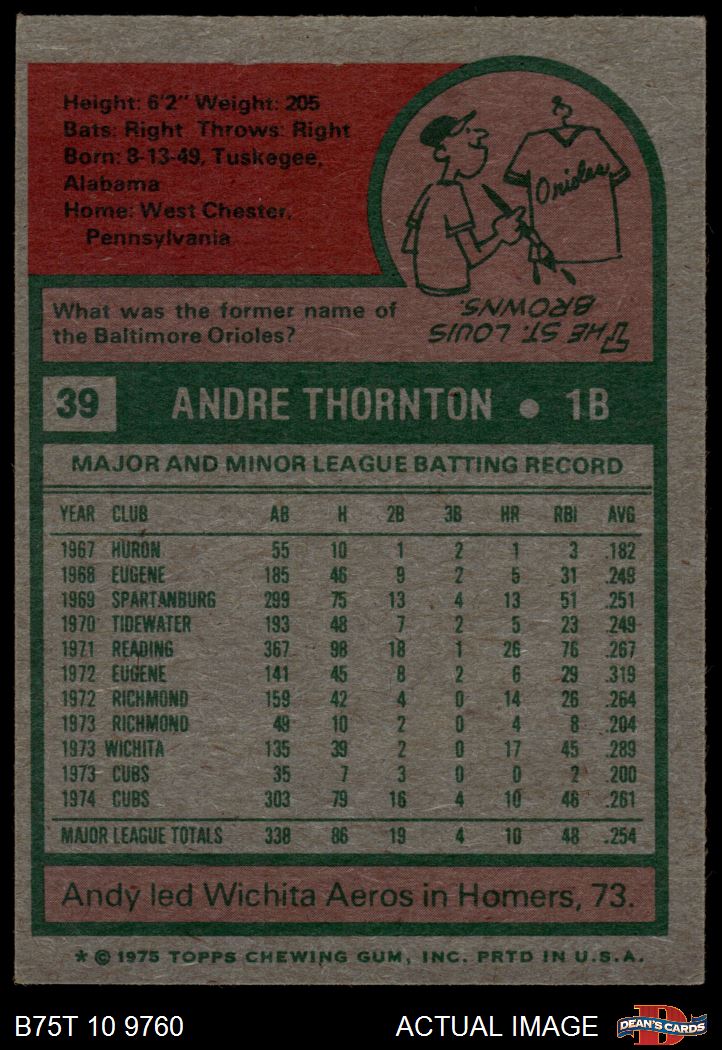 Height: 6'2" Weight: 205
Bats: Right Throws: Right
Born: 8-13-49, Tuskegee,
Alabama
Home: West Chester,
Pennsylvania
Orioles
What was the former name of
the Baltimore Orioles?
THE ST. LOUIS
BROWNS.
39 ANDRE THORNTON • 1B
MAJOR AND MINOR LEAGUE BATTING RECORD
YEAR CLUB AB H 2B 3B HR RBI AVG
1967 HURON 55 10 1 2 1 3 .182
1968 EUGENE 185 46 9 2 5 31 .249
1969 SPARTANBURG 299 75 13 4 13 51 .251
1970 TIDEWATER 193 48 7 2 5 23 .249
1971 READING 367 98 18 1 26 76 .267
1972 EUGENE 141 45 8 2 6 29 .319
1972 RICHMOND 159 42 4 0 14 26 .264
1973 RICHMOND 49 10 2 0 4 8 .204
1973 WICHITA 135 39 2 0 17 45 .289
1973 CUBS 35 7 3 0 0 2 .200
1974 CUBS 303 79 16 4 10 46 .261
MAJOR LEAGUE TOTALS 338 86 19 4 10 48 .254
Andy led Wichita Aeros in Homers, 73.
* © 1975 TOPPS CHEWING GUM, INC. PRTD IN U.S.A.
B75T 10 9760
ACTUAL IMAGE
D
DEAN'S CARDS